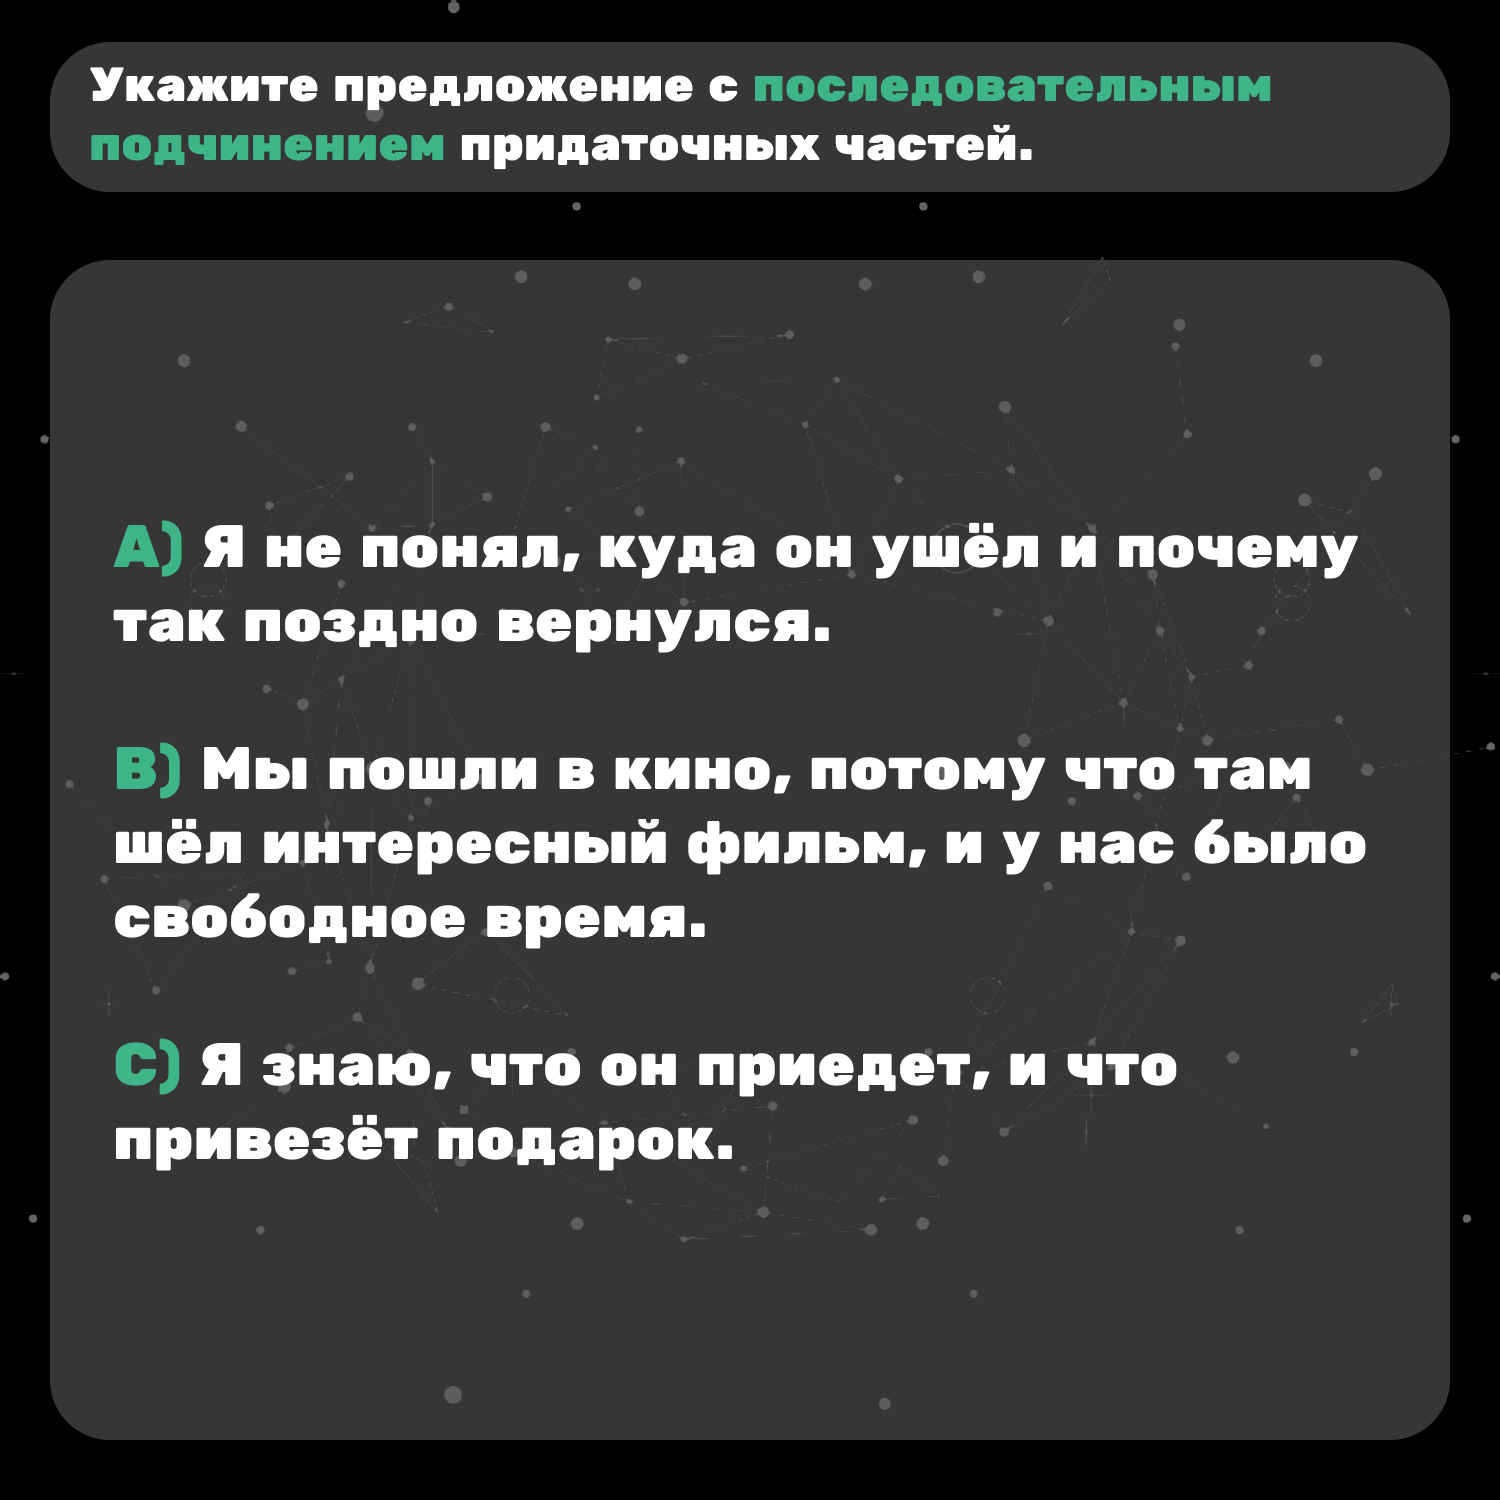 Укажите предложение с последовательным
подчинением придаточных частей.
A) Я не понял, куда он ушёл и почему
так поздно вернулся.
B) Мы пошли в кино, потому что там
шёл интересный фильм, и у нас было
свободное время.
C) Я знаю, что он приедет, и что
привезёт подарок.